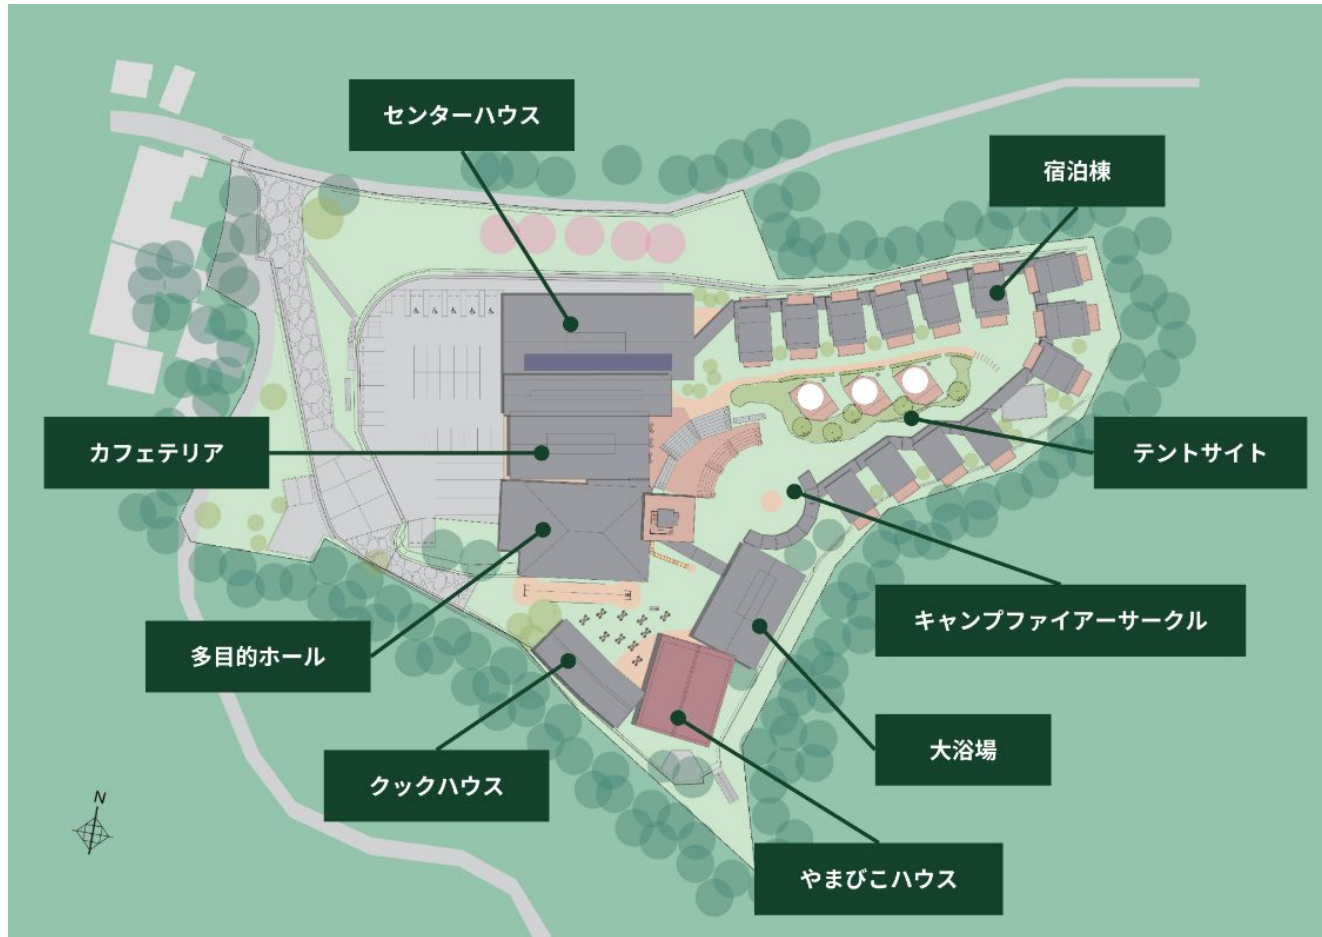 センターハウス
宿泊棟
カフェテリア
テントサイト
キャンプファイアーサークル
多目的ホール
大浴場
クックハウス
N
やまびこハウス